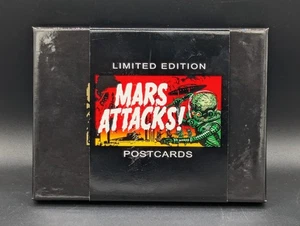 LIMITED EDITION
MARS
ATTACKS!
POSTCARDS